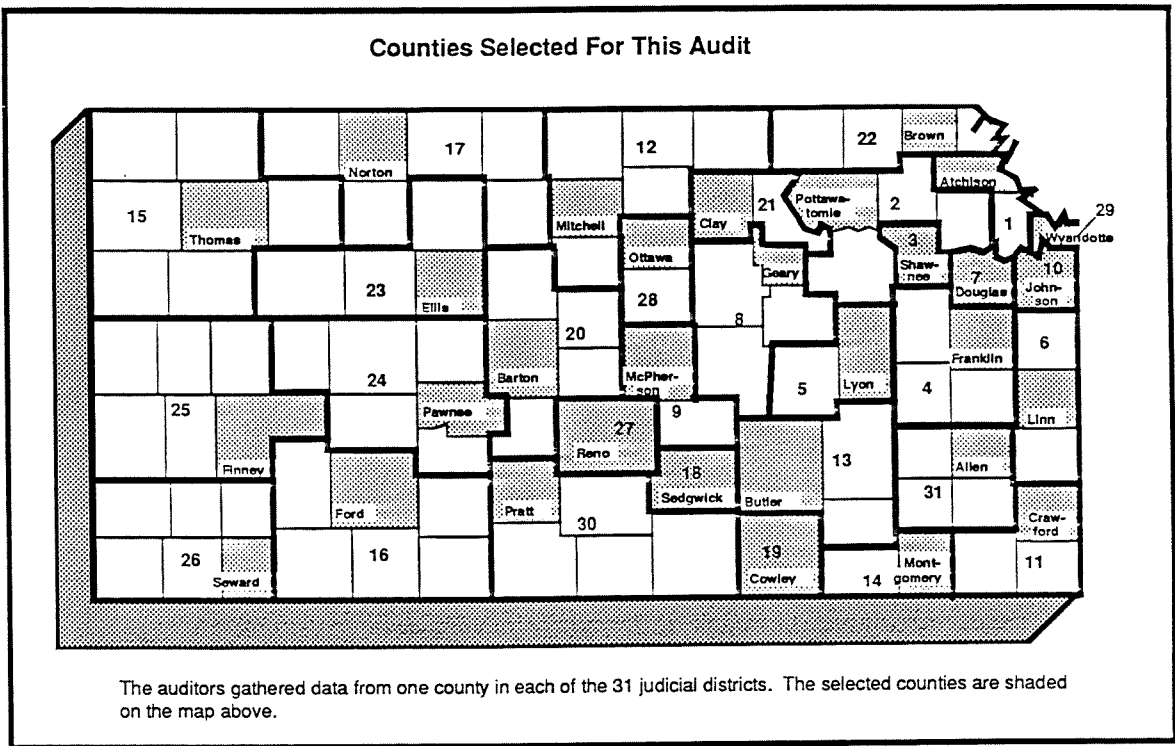 Counties Selected For This Audit
Norton
17
12
22
Brown
Atchison
15
Thomas
Mitchell
Clay
21
Pottawa-
tomie
2
1
29
Wyandotte
Ottawa
Geary
3
Shaw-
nee
7
Douglas
10
John-
son
23
Ellis
28
8
20
Barton
McPher-
son
24
5
Lyon
Franklin
6
4
25
Pawnee
9
Linn
Finney
27
Reno
18
Sedgwick
Butler
13
Allen
31
Ford
Pratt
30
Craw-
ford
26
Seward
16
19
Cowley
14
Mont-
gomery
11
The auditors gathered data from one county in each of the 31 judicial districts.  The selected counties are shaded
on the map above.